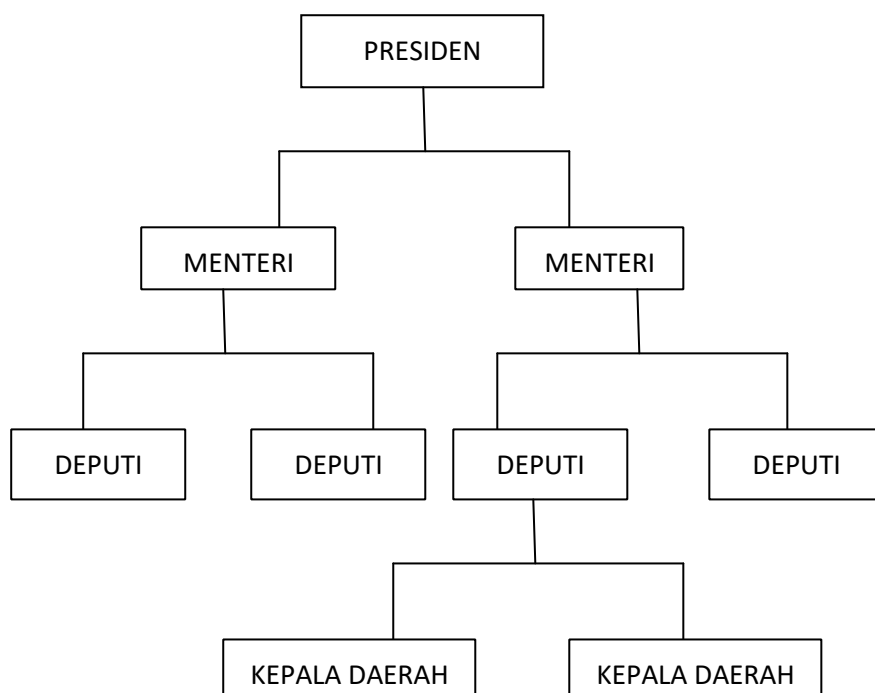 PRESIDEN
MENTERI MENTERI
DEPUTI DEPUTI DEPUTI DEPUTI
KEPALA DAERAH KEPALA DAERAH